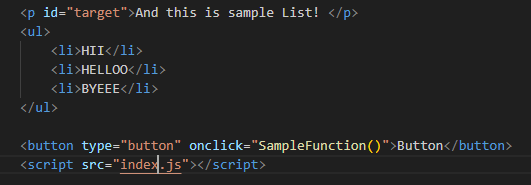 <p id="target">And this is sample List! </p>
<ul>
<li>HII</li>
<li>HELLOO</li>
<li>BYEEE</li>
</ul>
<button type="button" onclick="SampleFunction()">Button</button>
<script src="index.js"></script>